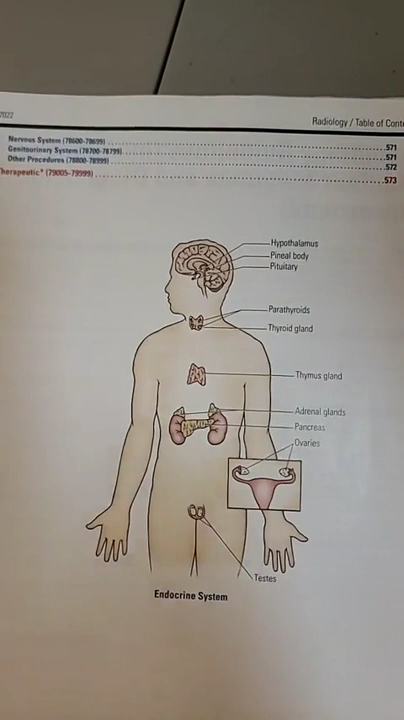 2022
Radiology / Table of Conte
Nervous System (78600-78699) 571
Genitourinary System (78700-78799) 571
Other Procedures (78800-78999) 572
Therapeutic* (79005-79999) 573
Hypothalamus
Pineal body
Pituitary
Parathyroids
Thyroid gland
Thymus gland
Adrenal glands
Pancreas
Ovaries
Testes
Endocrine System